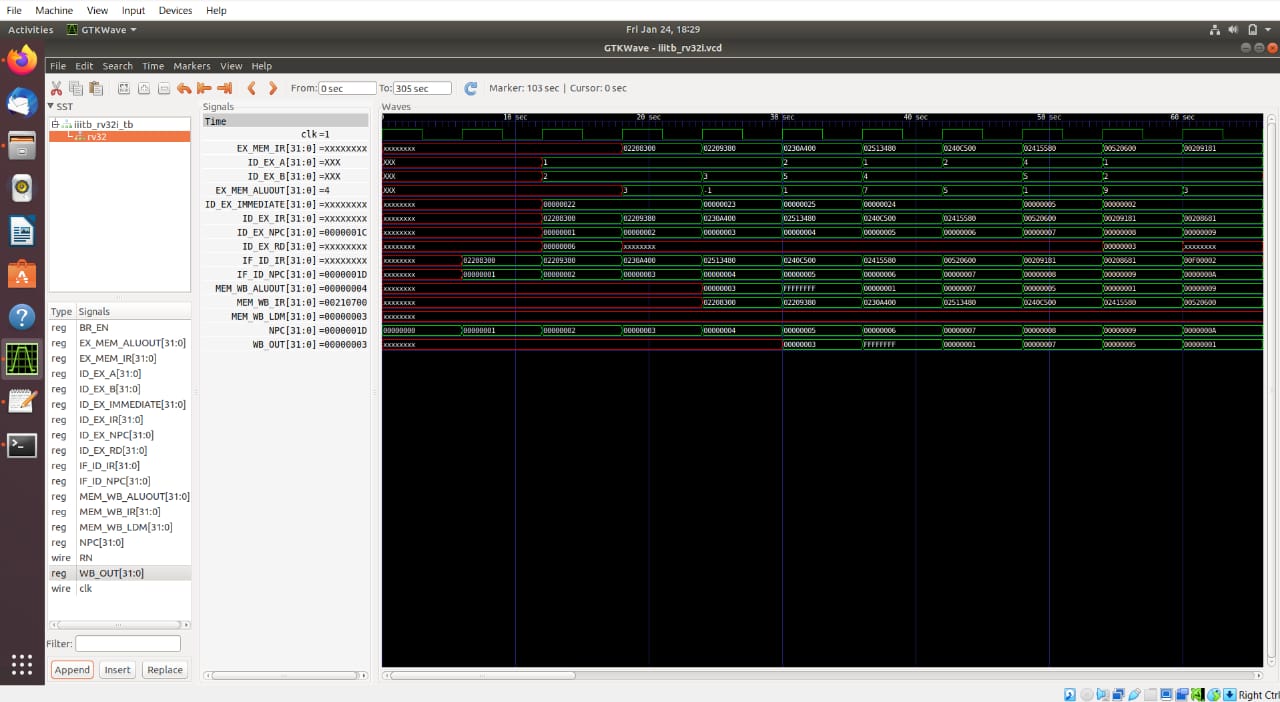 File Machine View Input Devices Help
Activities GTKWave Fri Jan 24, 18:29
GTKWave - iiitb_rv32i.vcd
File Edit Search Time Markers View Help
From: 0 sec To: 305 sec Marker: 103 sec | Cursor: 0 sec
SST
iiitb_rv32i_tb
rv32
Type Signals
reg BR_EN
reg EX_MEM_ALUOUT[31:0]
reg EX_MEM_IR[31:0]
reg ID_EX_A[31:0]
reg ID_EX_B[31:0]
reg ID_EX_IMMEDIATE[31:0]
reg ID_EX_IR[31:0]
reg ID_EX_NPC[31:0]
reg ID_EX_RD[31:0]
reg IF_ID_IR[31:0]
reg IF_ID_NPC[31:0]
reg MEM_WB_ALUOUT[31:0]
reg MEM_WB_IR[31:0]
reg MEM_WB_LDM[31:0]
reg NPC[31:0]
wire RN
reg WB_OUT[31:0]
wire clk
Filter:
Append Insert Replace
Signals
Waves
Time 0 10 sec 20 sec 30 sec 40 sec 50 sec 60 sec
clk =1
EX_MEM_IR[31:0] =XXXXXXXX xxxxxxxx 02208300 02209380 0230A400 02513480 0240C500 02415580 00520600 00209181
ID_EX_A[31:0] =XXX XXX 1 2 1 2 4 1
ID_EX_B[31:0] =XXX XXX 2 3 5 4 5 2
EX_MEM_ALUOUT[31:0] =4 XXX 3 -1 1 7 5 1 9 3
ID_EX_IMMEDIATE[31:0] =XXXXXXXX xxxxxxxx 00000022 00000023 00000025 00000024 00000005 00000002
ID_EX_IR[31:0] =XXXXXXXX xxxxxxxx 02208300 02209380 0230A400 02513480 0240C500 02415580 00520600 00209181 00208681
ID_EX_NPC[31:0] =0000001C xxxxxxxx 00000001 00000002 00000003 00000004 00000005 00000006 00000007 00000008 00000009
ID_EX_RD[31:0] =XXXXXXXX xxxxxxxx 00000006 xxxxxxxx 00000003 xxxxxxxx
IF_ID_IR[31:0] =XXXXXXXX xxxxxxxx 02208300 02209380 0230A400 02513480 0240C500 02415580 00520600 00209181 00208681 00F00002
IF_ID_NPC[31:0] =0000001D xxxxxxxx 00000001 00000002 00000003 00000004 00000005 00000006 00000007 00000008 00000009 0000000A
MEM_WB_ALUOUT[31:0] =00000004 xxxxxxxx 00000003 FFFFFFFF 00000001 00000007 00000005 00000001 00000009
MEM_WB_IR[31:0] =00210700 xxxxxxxx 02208300 02209380 0230A400 02513480 0240C500 02415580 00520600
MEM_WB_LDM[31:0] =00000003 xxxxxxxx
NPC[31:0] =0000001D 00000000 00000001 00000002 00000003 00000004 00000005 00000006 00000007 00000008 00000009 0000000A
WB_OUT[31:0] =00000003 xxxxxxxx 00000003 FFFFFFFF 00000001 00000007 00000005 00000001
Right Ctrl